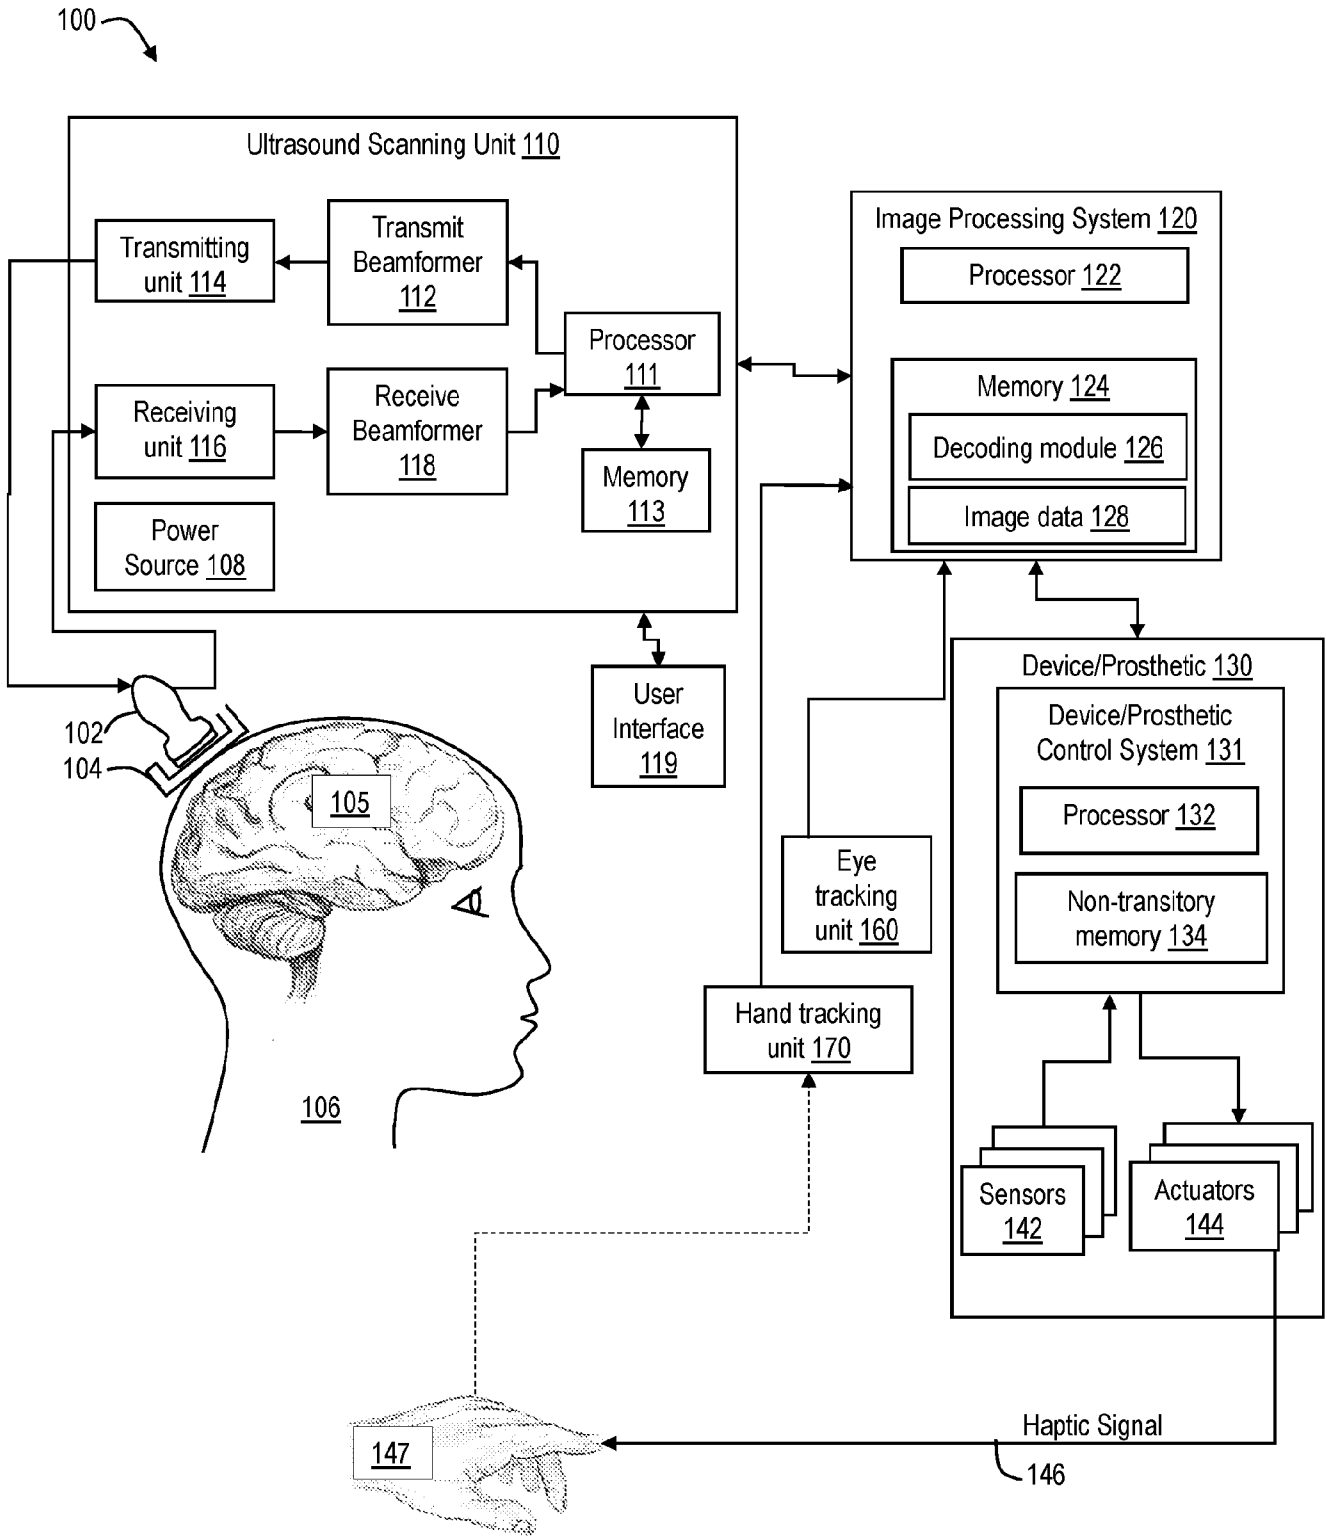 100
Ultrasound Scanning Unit 110
Transmitting
unit 114
Transmit
Beamformer
112
Processor
111
Receiving
unit 116
Receive
Beamformer
118
Memory
113
Power
Source 108
Image Processing System 120
Processor 122
Memory 124
Decoding module 126
Image data 128
User
Interface
119
102
104
105
106
Device/Prosthetic 130
Device/Prosthetic
Control System 131
Processor 132
Non-transitory
memory 134
Eye
tracking
unit 160
Hand tracking
unit 170
Sensors
142
Actuators
144
Haptic Signal
146
147